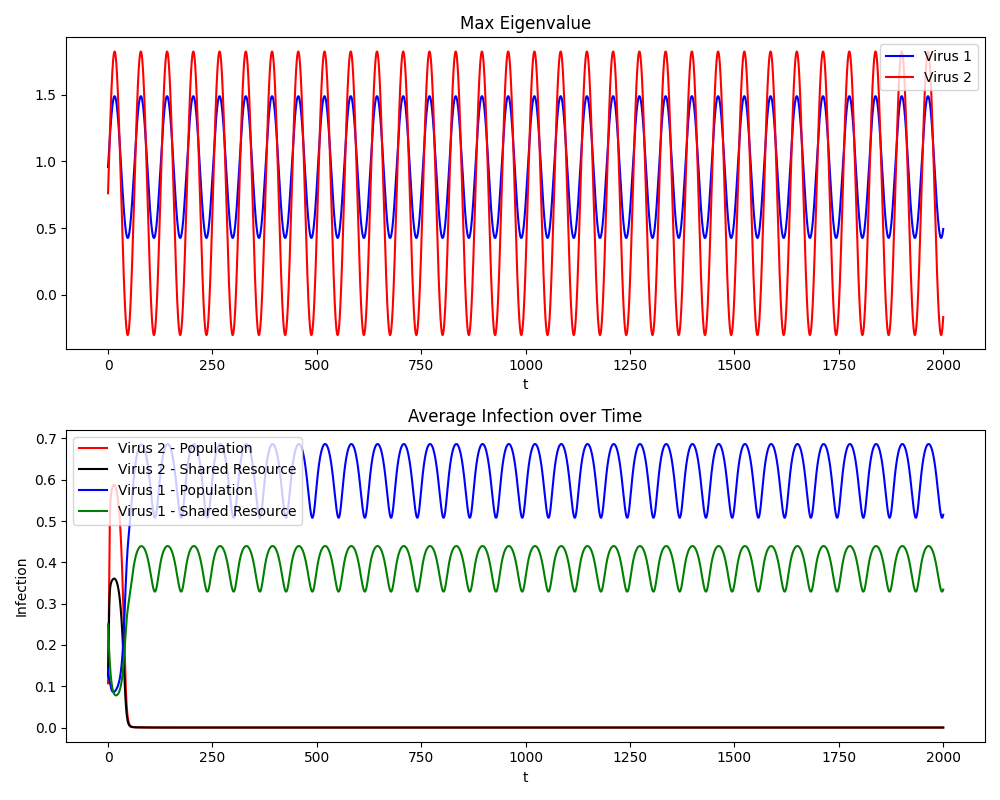 Max Eigenvalue
Virus 1
Virus 2
1.5
1.0
0.5
0.0
0 250 500 750 1000 1250 1500 1750 2000
t
Average Infection over Time
Virus 2 - Population
Virus 2 - Shared Resource
Virus 1 - Population
Virus 1 - Shared Resource
Infection
0.7
0.6
0.5
0.4
0.3
0.2
0.1
0.0
0 250 500 750 1000 1250 1500 1750 2000
t